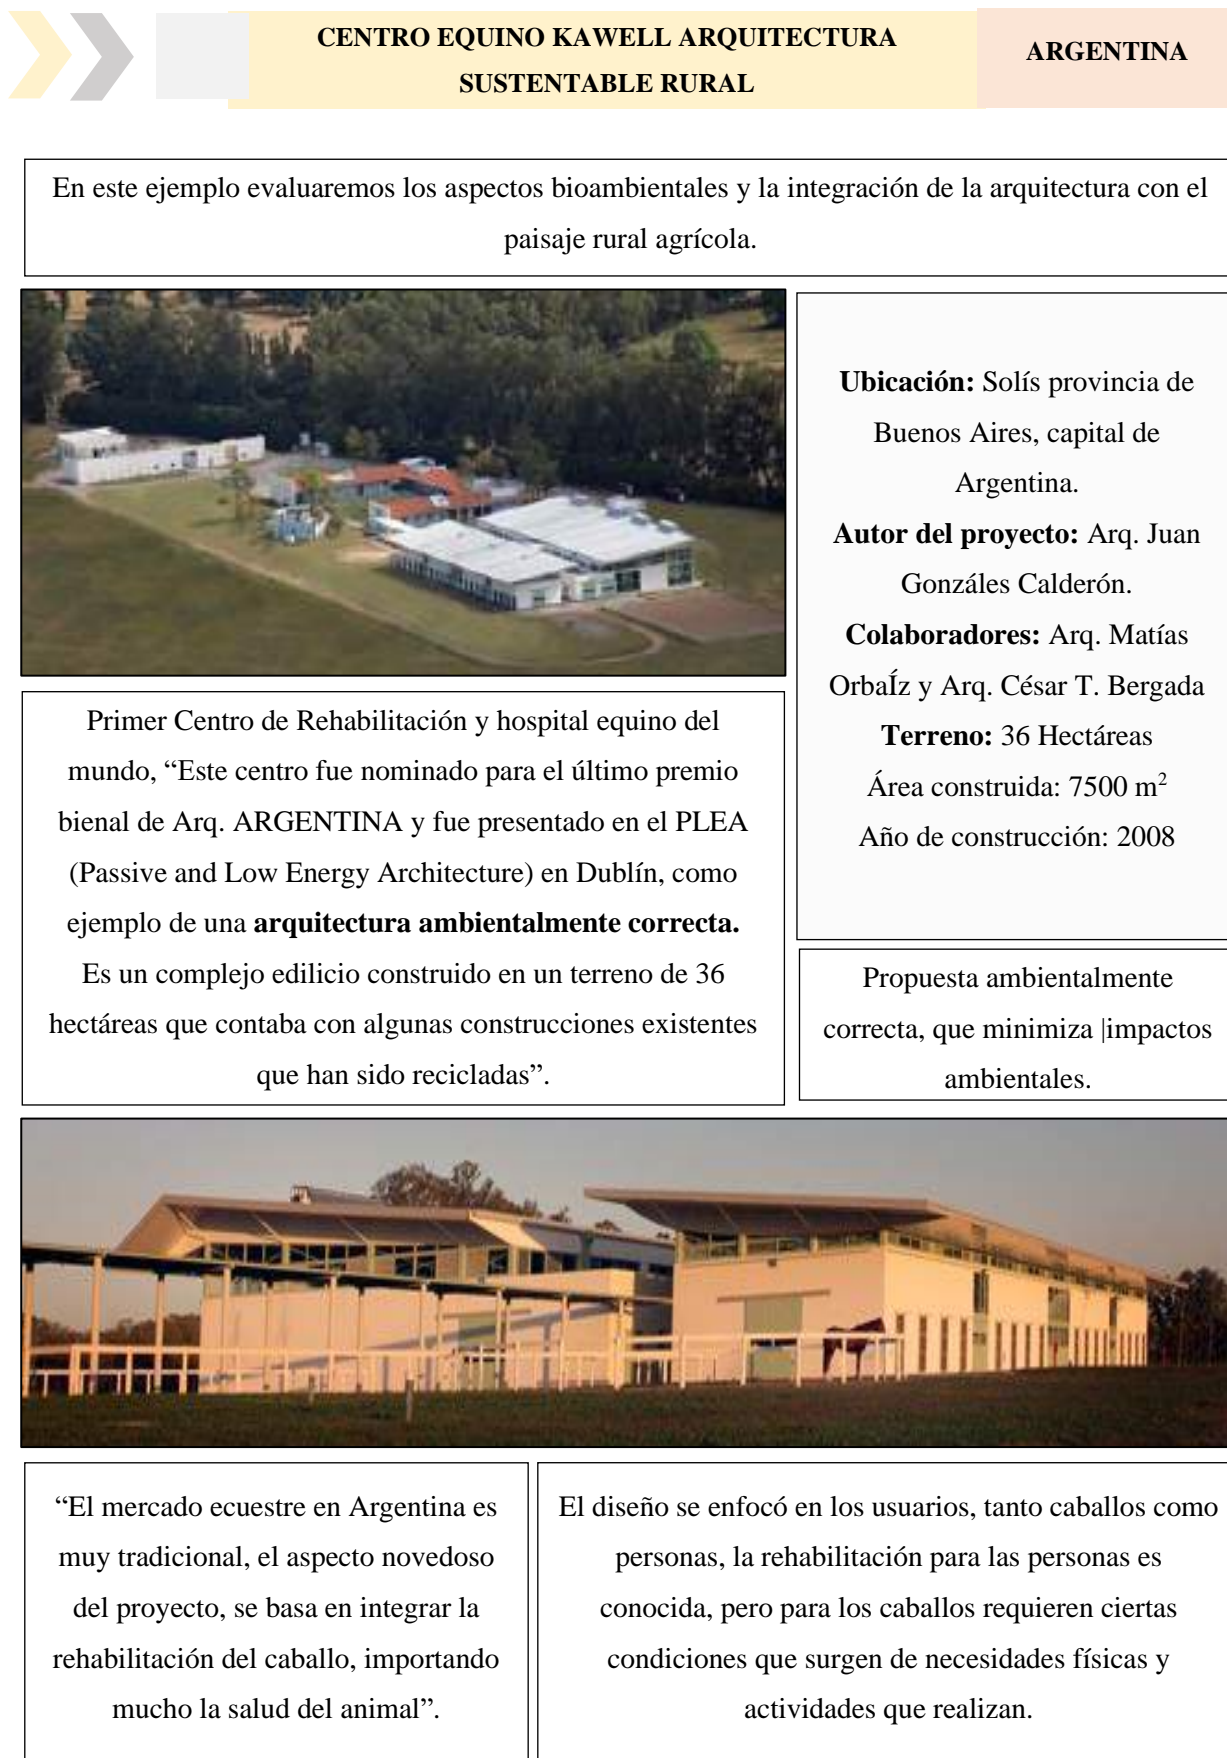 CENTRO EQUINO KAWELL ARQUITECTURA
SUSTENTABLE RURAL
ARGENTINA
En este ejemplo evaluaremos los aspectos bioambientales y la integración de la arquitectura con el
paisaje rural agrícola.
Ubicación: Solís provincia de
Buenos Aires, capital de
Argentina.
Autor del proyecto: Arq. Juan
Gonzáles Calderón.
Colaboradores: Arq. Matías
OrbaÍz y Arq. César T. Bergada
Terreno: 36 Hectáreas
Área construida: 7500 m²
Año de construcción: 2008
Primer Centro de Rehabilitación y hospital equino del
mundo, “Este centro fue nominado para el último premio
bienal de Arq. ARGENTINA y fue presentado en el PLEA
(Passive and Low Energy Architecture) en Dublín, como
ejemplo de una arquitectura ambientalmente correcta.
Es un complejo edilicio construido en un terreno de 36
hectáreas que contaba con algunas construcciones existentes
que han sido recicladas”.
Propuesta ambientalmente
correcta, que minimiza |impactos
ambientales.
“El mercado ecuestre en Argentina es
muy tradicional, el aspecto novedoso
del proyecto, se basa en integrar la
rehabilitación del caballo, importando
mucho la salud del animal”.
El diseño se enfocó en los usuarios, tanto caballos como
personas, la rehabilitación para las personas es
conocida, pero para los caballos requieren ciertas
condiciones que surgen de necesidades físicas y
actividades que realizan.